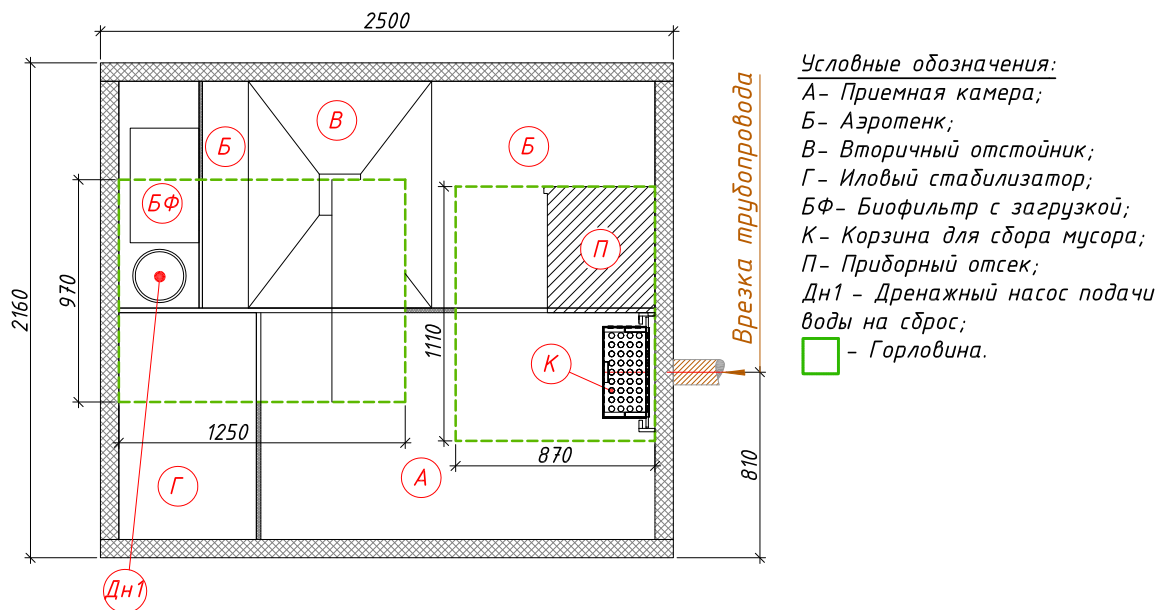 2500
Условные обозначения:
А- Приемная камера;
Б- Аэротенк;
В- Вторичный отстойник;
Г- Иловый стабилизатор;
БФ- Биофильтр с загрузкой;
К- Корзина для сбора мусора;
П- Приборный отсек;
Дн1 - Дренажный насос подачи
воды на сброс;
- Горловина.
В
Б
Б
БФ
П
Врезка трубопровода
970
2160
1110
К
1250
870
810
А
Г
Дн1